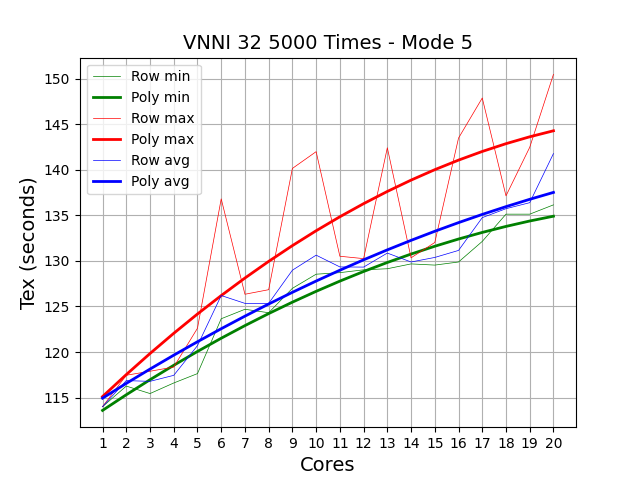 VNNI 32 5000 Times - Mode 5
Row min
Poly min
Row max
Poly max
Row avg
Poly avg
Tex (seconds)
150
145
140
135
130
125
120
115
1 2 3 4 5 6 7 8 9 10 11 12 13 14 15 16 17 18 19 20
Cores